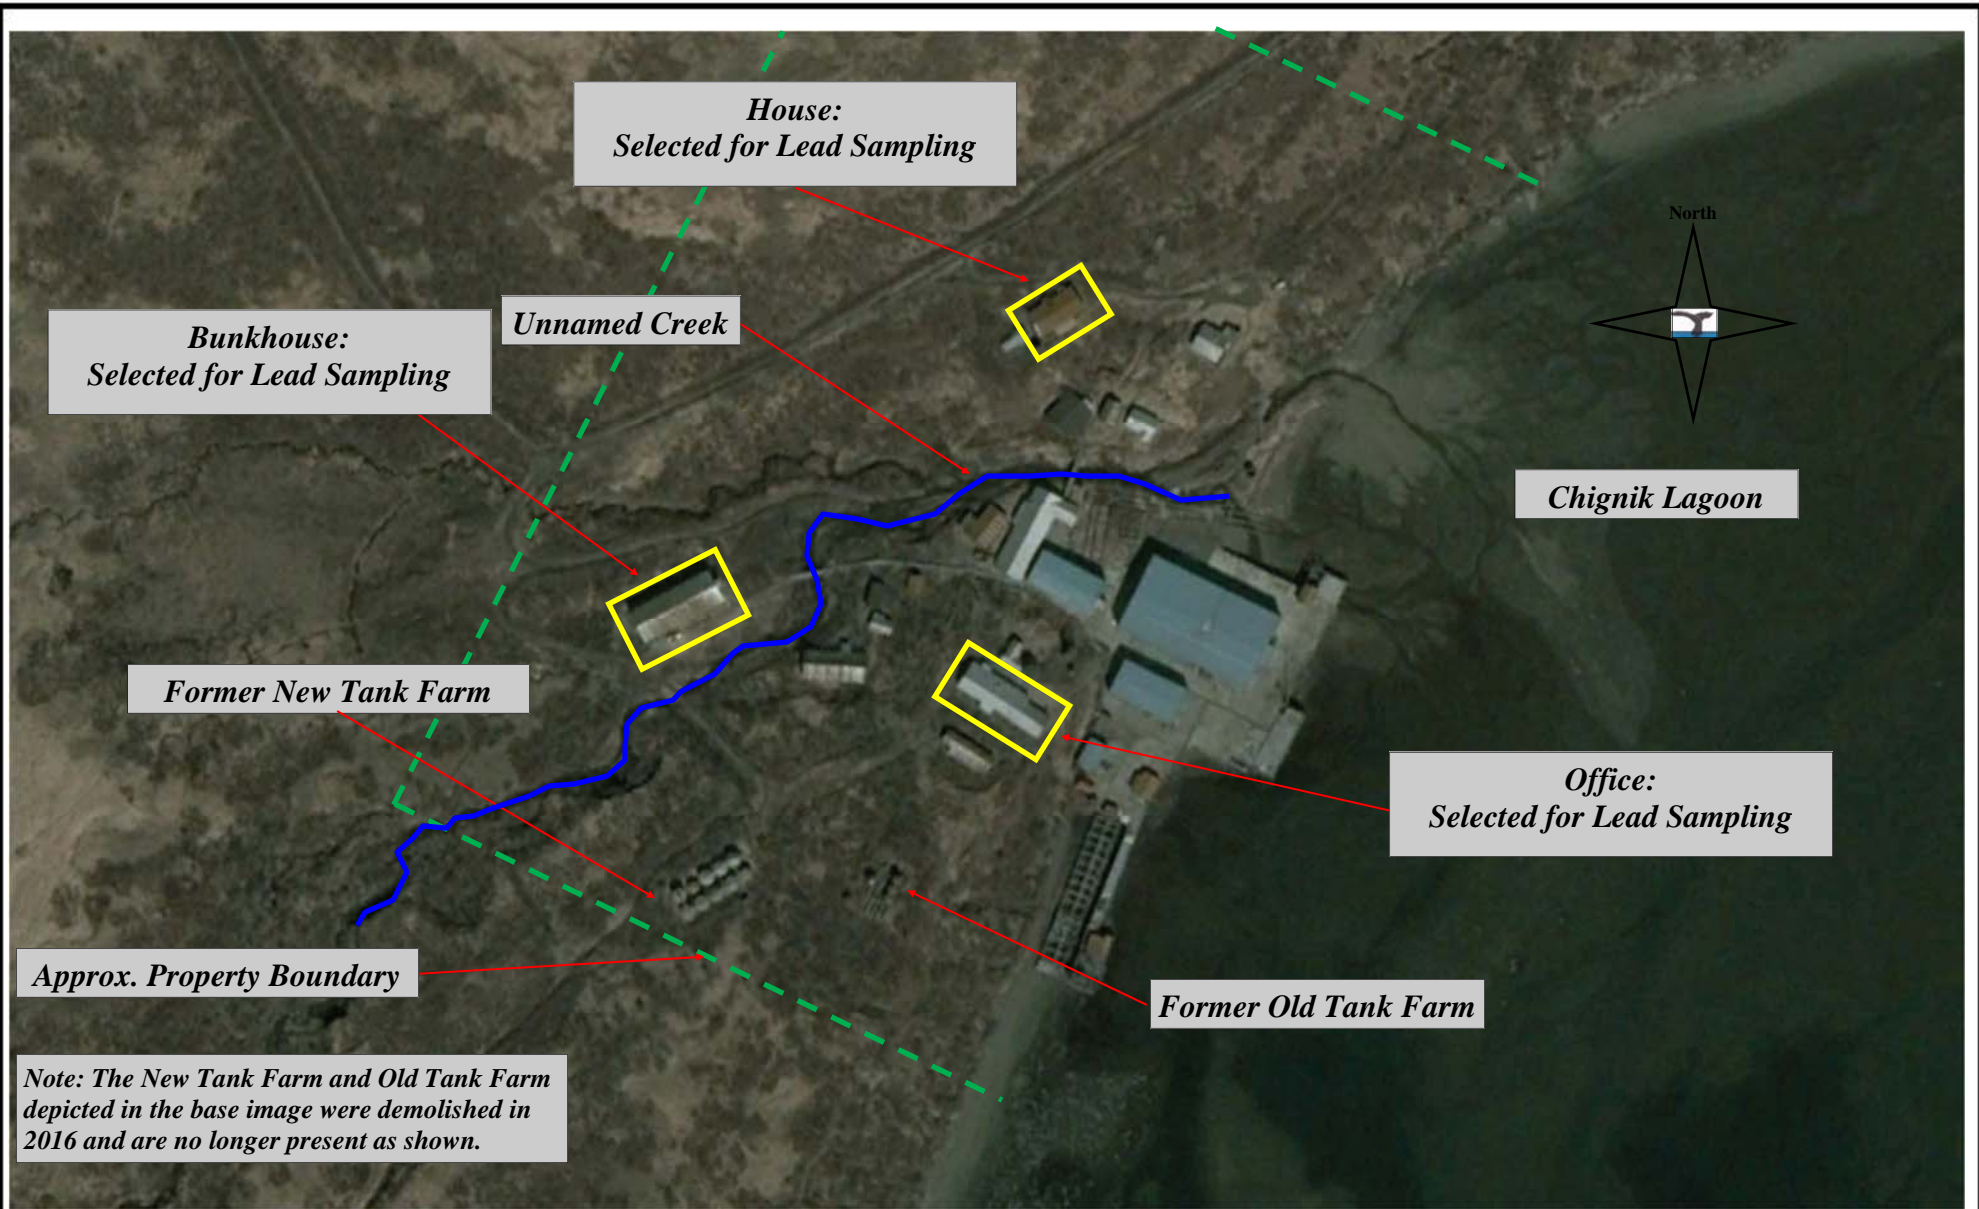 House:
Selected for Lead Sampling
North
Unnamed Creek
Bunkhouse:
Selected for Lead Sampling
Chignik Lagoon
Former New Tank Farm
Office:
Selected for Lead Sampling
Approx. Property Boundary
Former Old Tank Farm
Note: The New Tank Farm and Old Tank Farm
depicted in the base image were demolished in
2016 and are no longer present as shown.